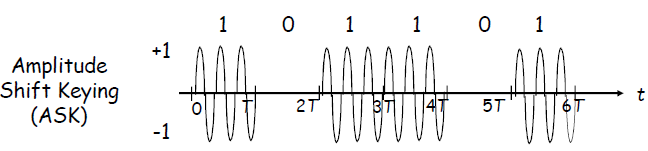 1 0 1 1 0 1
+1
Amplitude
Shift Keying
(ASK)
0 T 2T 3T 4T 5T 6T t
-1